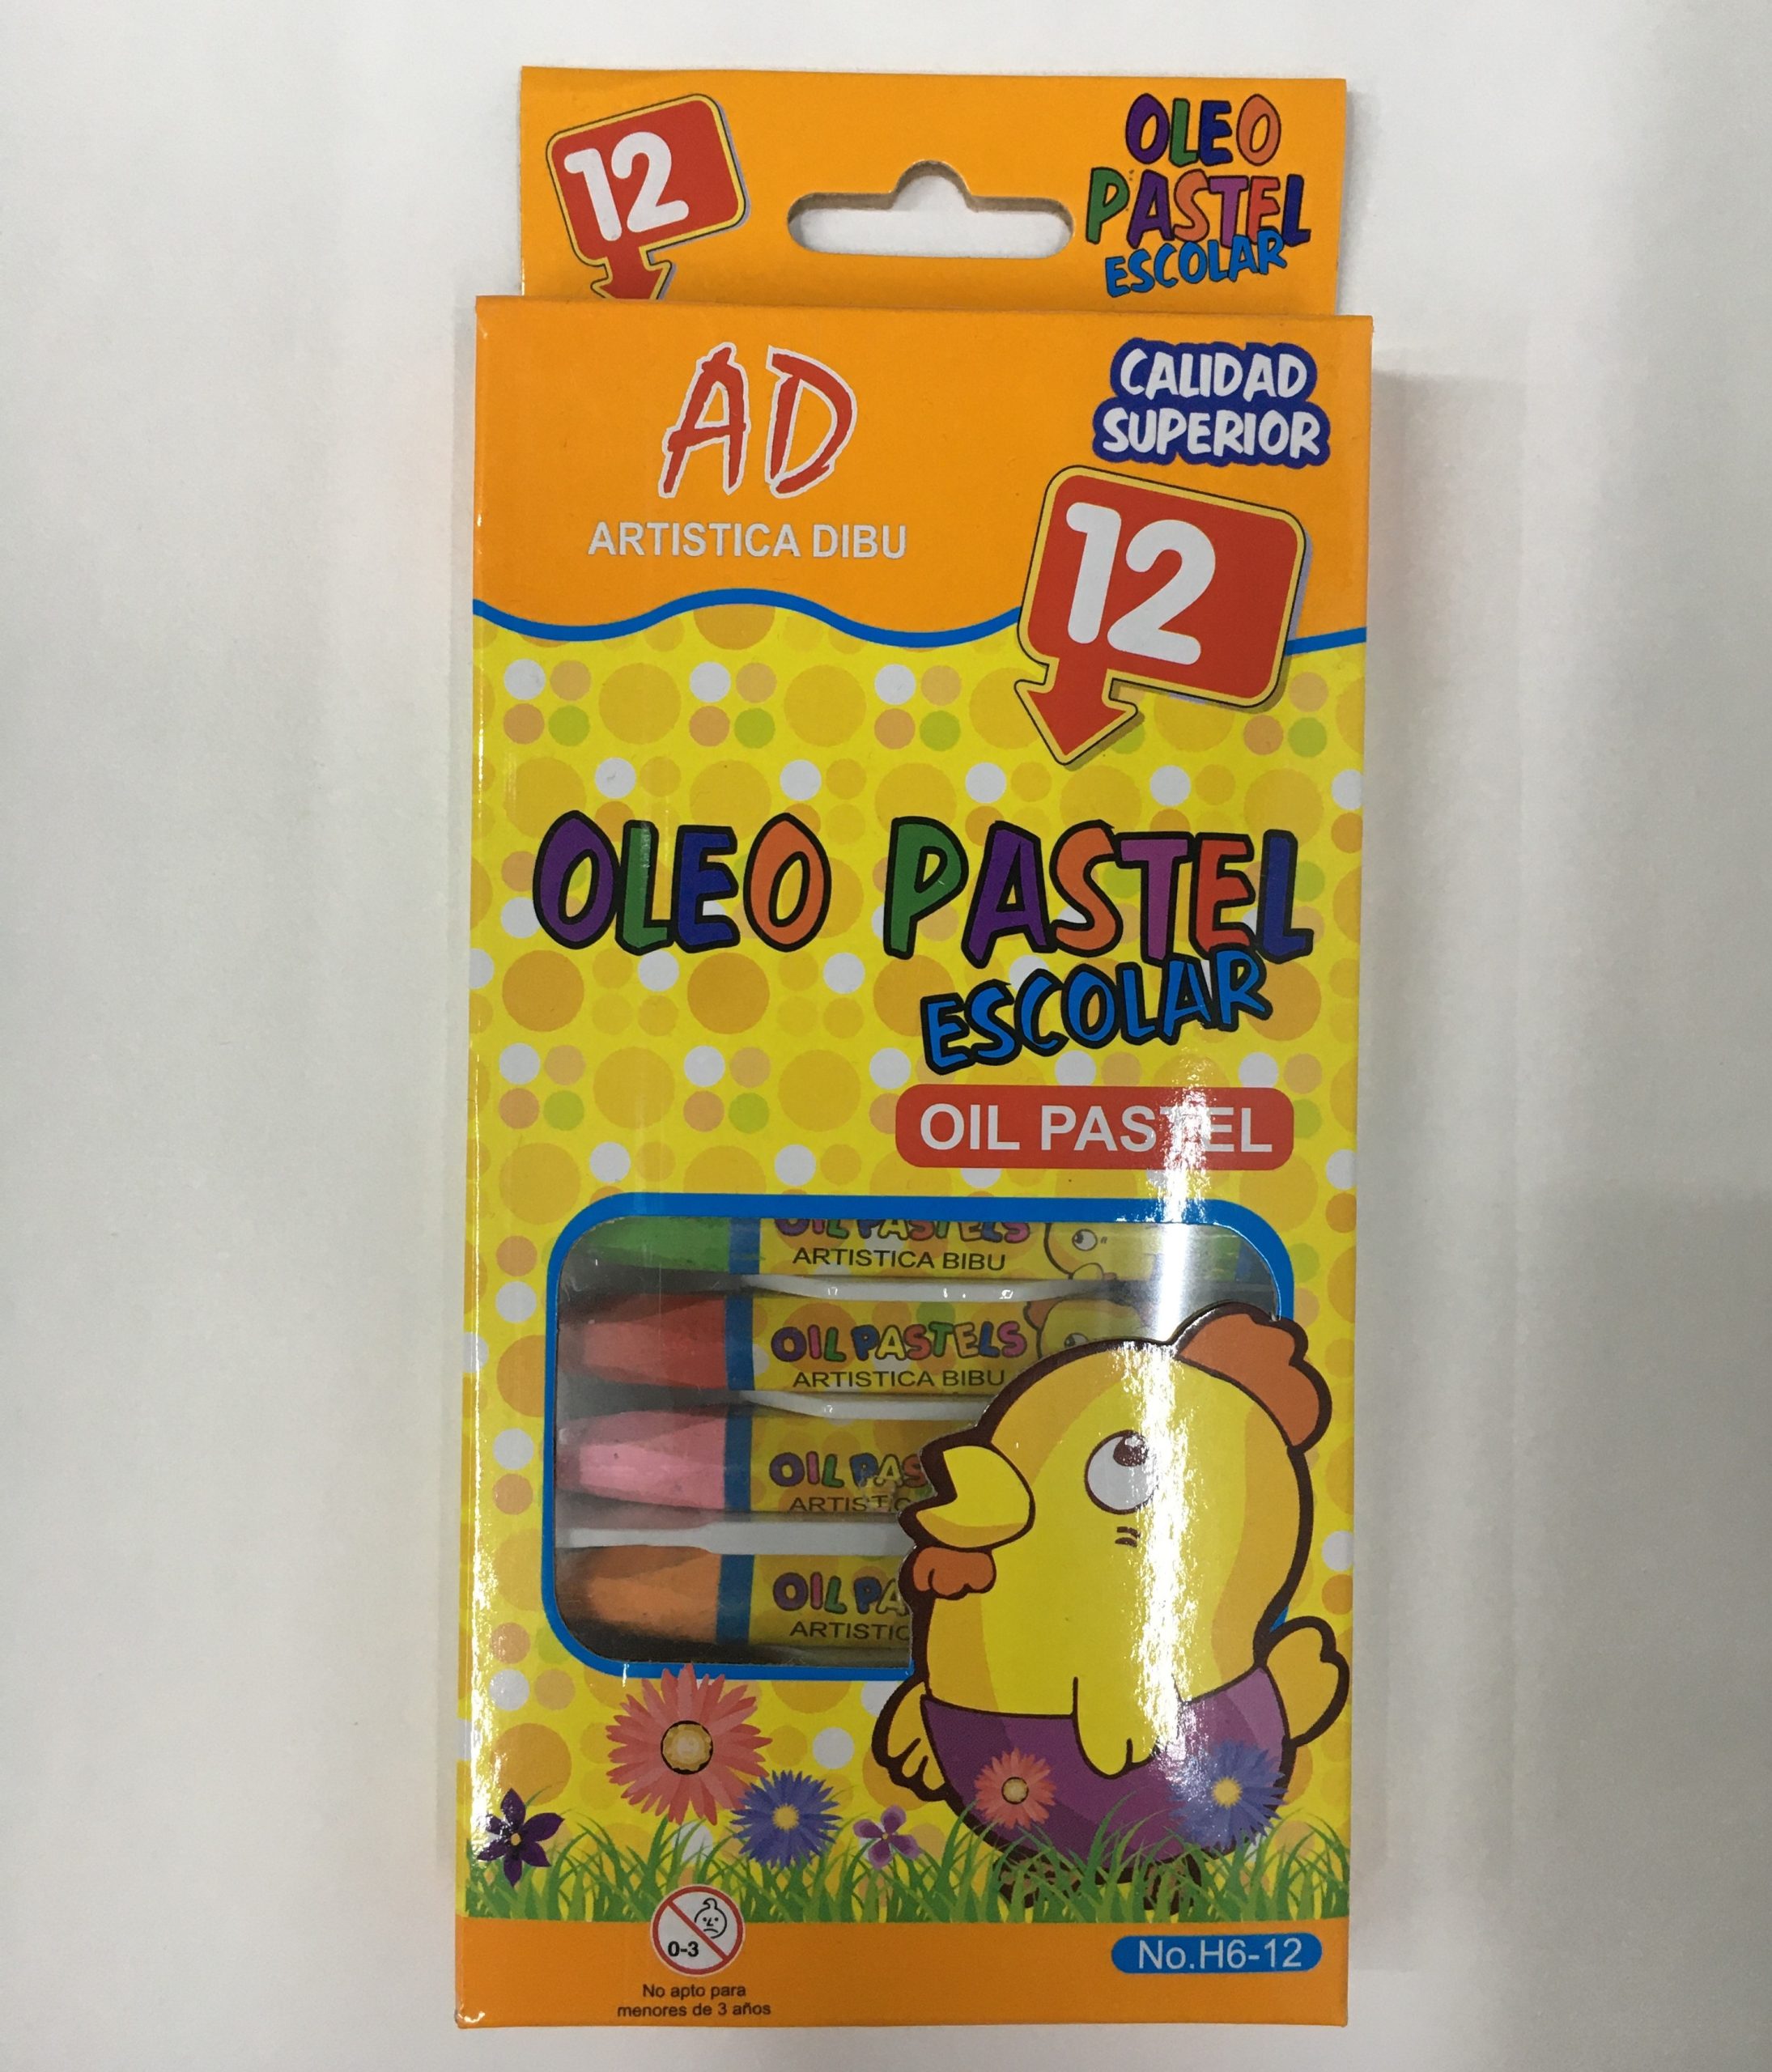 12
OLEO
PASTEL
ESCOLAR
AD
ARTISTICA DIBU
CALIDAD
SUPERIOR
12
OLEO PASTEL
ESCOLAR
OIL PASTEL
OIL PASTELS
ARTISTICA BIBU
OIL PASTELS
ARTISTICA BIBU
OIL PAS
ARTISTIC
OIL PA
ARTISTIC
0-3
No apto para
menores de 3 años
No.H6-12